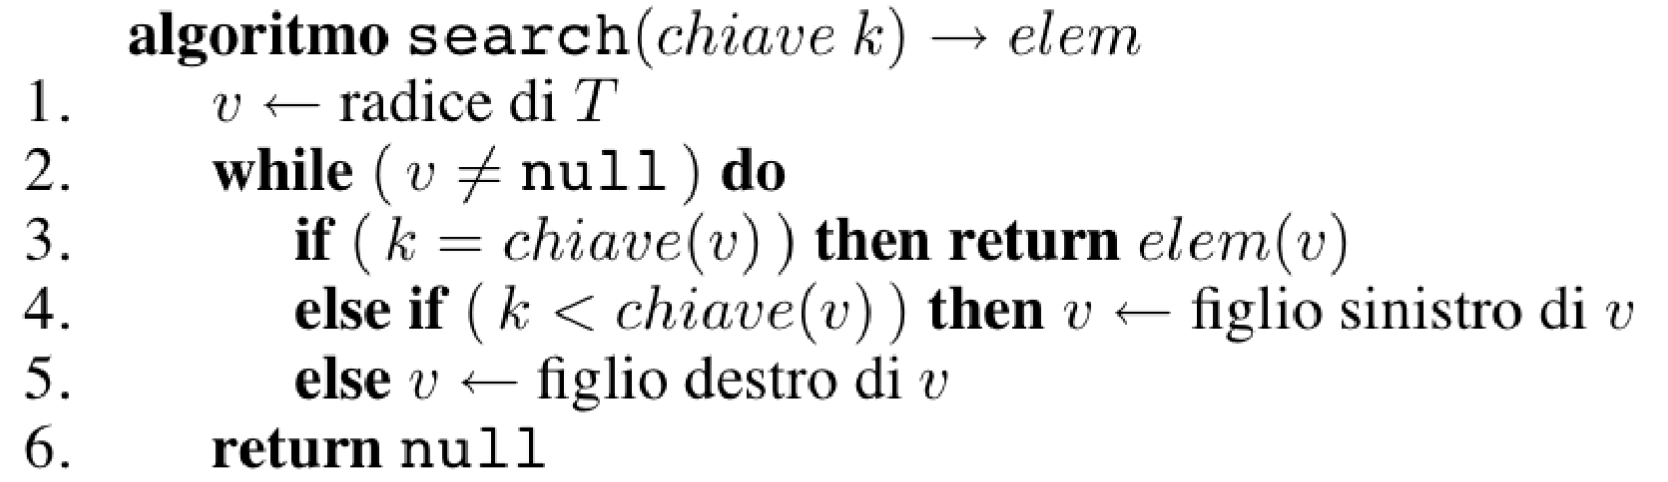 algoritmo search(chiave k) → elem
1. v ← radice di T
2. while ( v ≠ null ) do
3. if ( k = chiave(v) ) then return elem(v)
4. else if ( k < chiave(v) ) then v ← figlio sinistro di v
5. else v ← figlio destro di v
6. return null